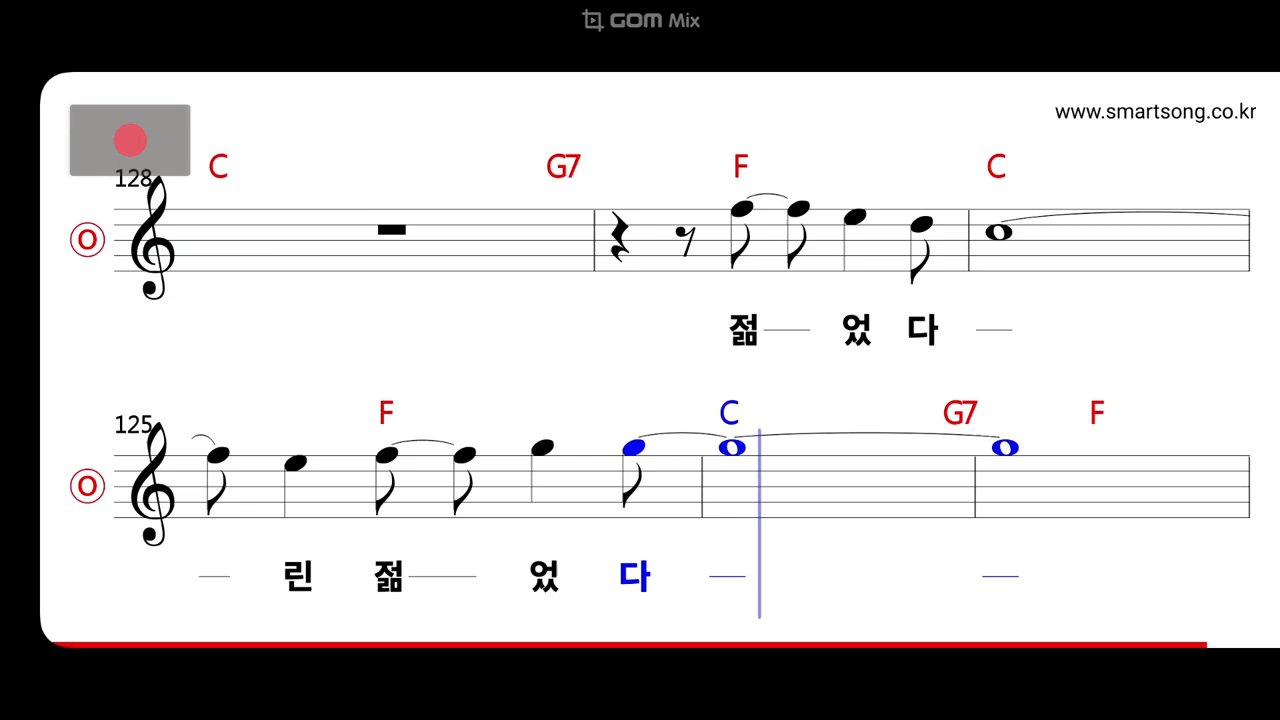 GOM Mix
www.smartsong.co.kr
C G7 F C
128
O
젊 었 다
125
F C G7 F
O
린 젊 었 다